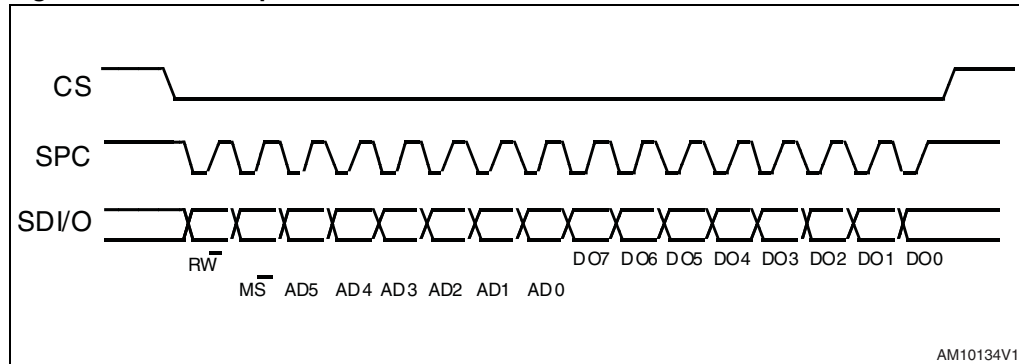 CS
SPC
SDI/O
RW
DO7 DO6 DO5 DO4 DO3 DO2 DO1 DO0
MS AD5 AD4 AD3 AD2 AD1 AD0
AM10134V1